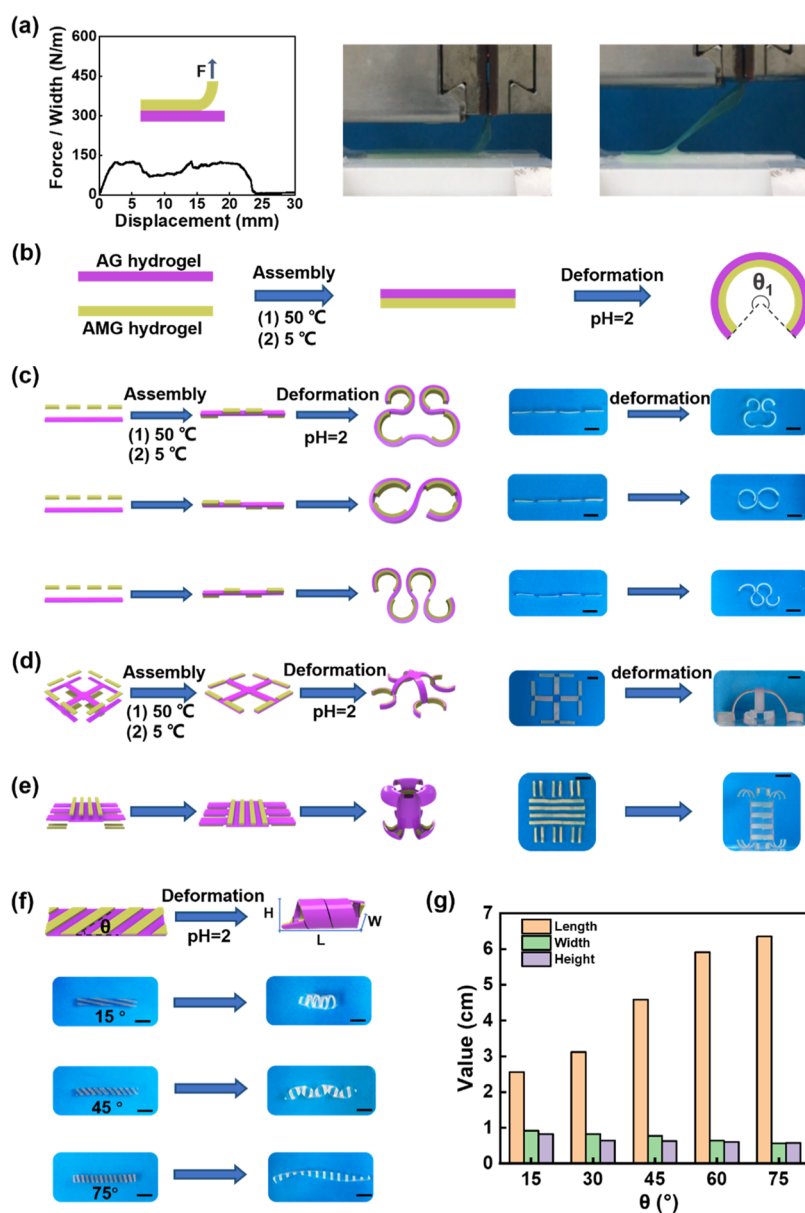 (a)
600
450
300
150
0
Force / Width (N/m)
F
0 5 10 15 20 25 30
Displacement (mm)
(b)
AG hydrogel
AMG hydrogel
Assembly
(1) 50 ℃
(2) 5 ℃
Deformation
pH=2
θ1
(c)
Assembly
(1) 50 ℃
(2) 5 ℃
Deformation
pH=2
deformation
(d)
Assembly
(1) 50 ℃
(2) 5 ℃
Deformation
pH=2
deformation
(e)
(f)
θ
Deformation
pH=2
H
L
W
15 °
45 °
75°
(g)
7
6
5
4
3
2
1
0
Value (cm)
Length
Width
Height
15 30 45 60 75
θ (°)